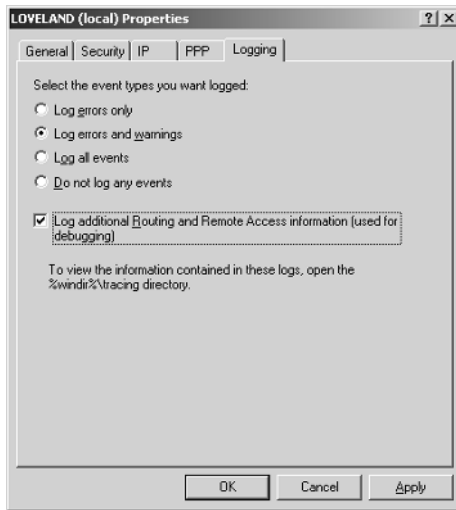 LOVELAND (local) Properties
General Security IP PPP Logging
Select the event types you want logged:
Log errors only
Log errors and warnings
Log all events
Do not log any events
Log additional Routing and Remote Access information (used for
debugging)
To view the information contained in these logs, open the
%windir%\tracing directory.
OK Cancel Apply